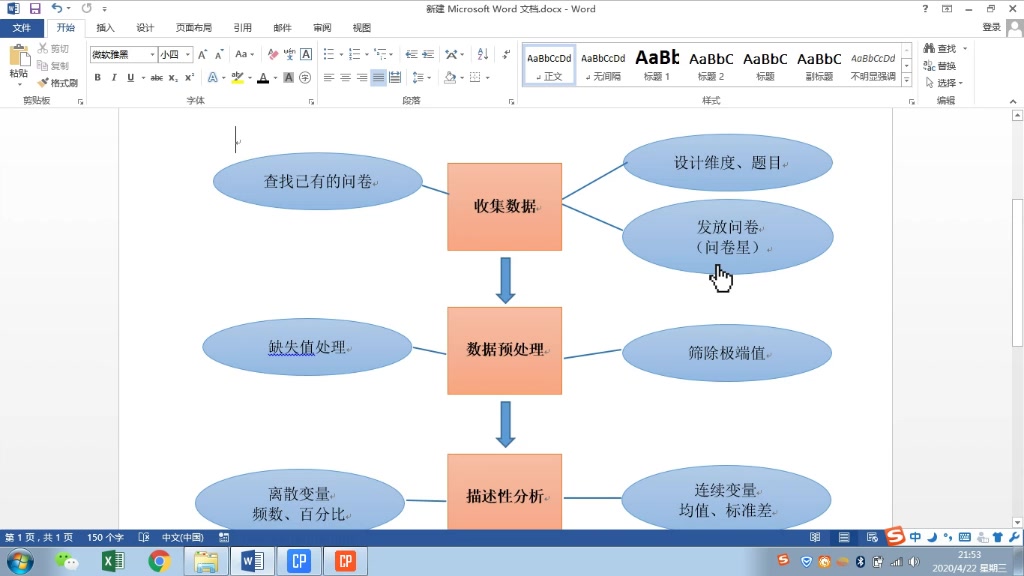 新建 Microsoft Word 文档.docx - Word
文件 开始 插入 设计 页面布局 引用 邮件 审阅 视图 登录
粘贴
剪切
复制
格式刷
剪贴板
微软雅黑 小四
字体
段落
AaBbCcDd AaBbCcDd AaBb AaBbC AaBbC AaBbC AaBbCcDd
正文 无间隔 标题 1 标题 2 标题 副标题 不明显强调
样式
查找
替换
选择
编辑
查找已有的问卷
收集数据
设计维度、题目
发放问卷
（问卷星）
缺失值处理
数据预处理
筛除极端值
离散变量
频数、百分比
描述性分析
连续变量
均值、标准差
第 1 页，共 1 页 150 个字 中文(中国)
中
CP
CP
21:53
2020/4/22 星期三